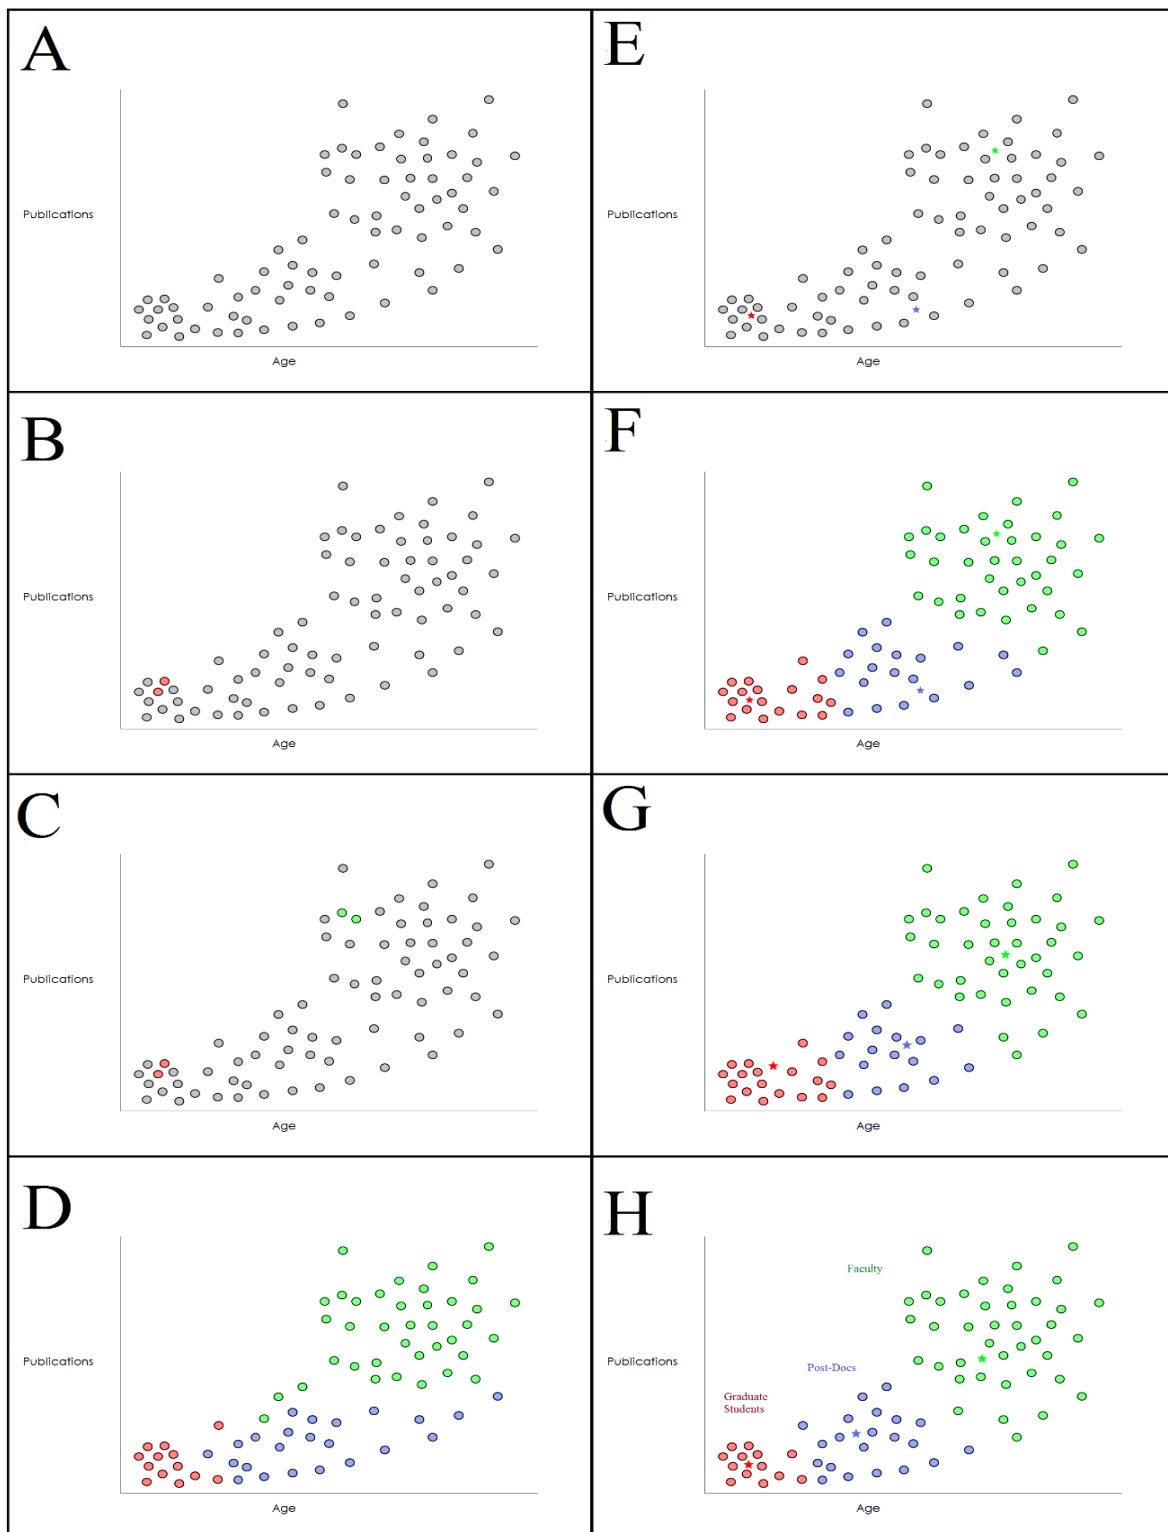 A
Publications
Age
E
Publications
Age
B
Publications
Age
F
Publications
Age
C
Publications
Age
G
Publications
Age
D
Publications
Age
H
Faculty
Post-Docs
Graduate
Students
Publications
Age